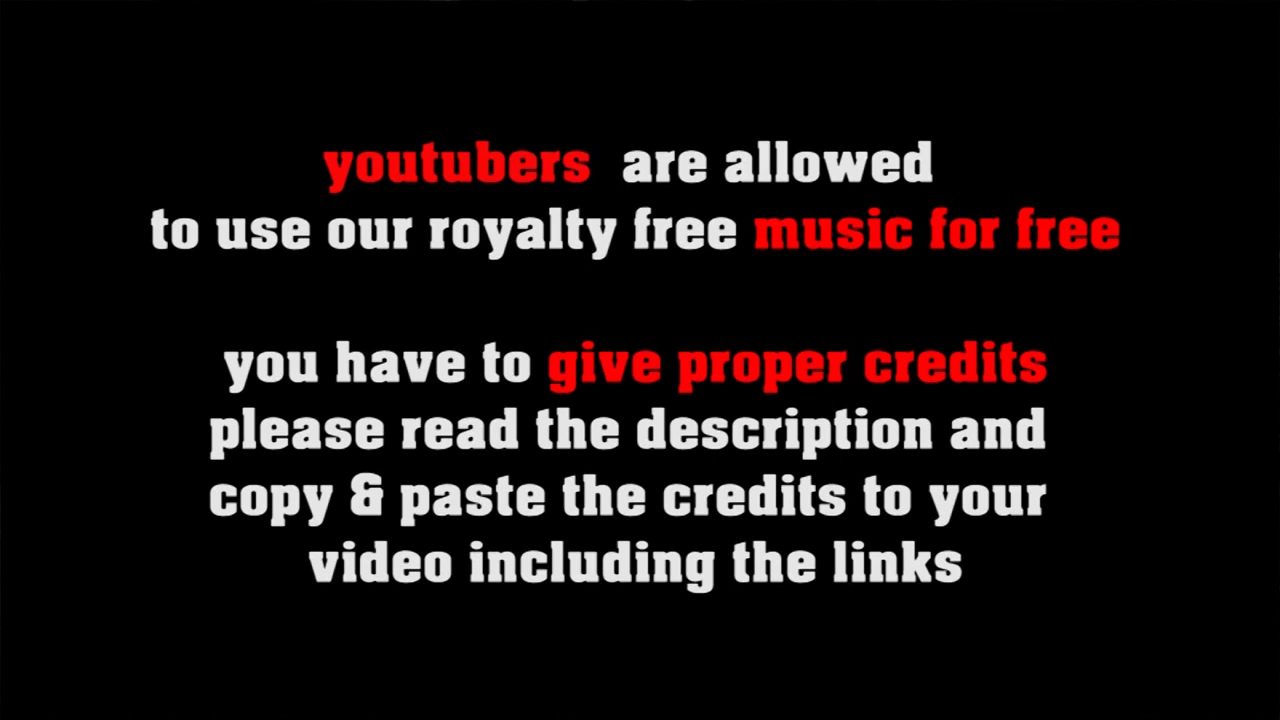 youtubers are allowed
to use our royalty free music for free
you have to give proper credits
please read the description and
copy & paste the credits to your
video including the links